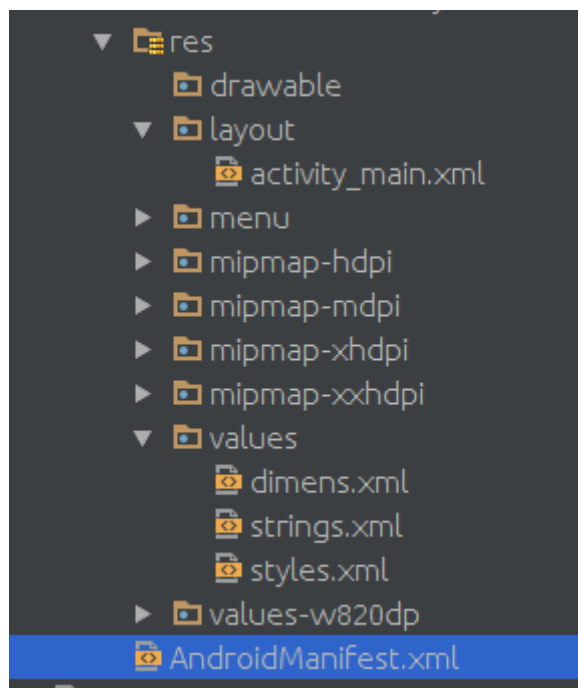 res
drawable
layout
activity_main.xml
menu
mipmap-hdpi
mipmap-mdpi
mipmap-xhdpi
mipmap-xxhdpi
values
dimens.xml
strings.xml
styles.xml
values-w820dp
AndroidManifest.xml